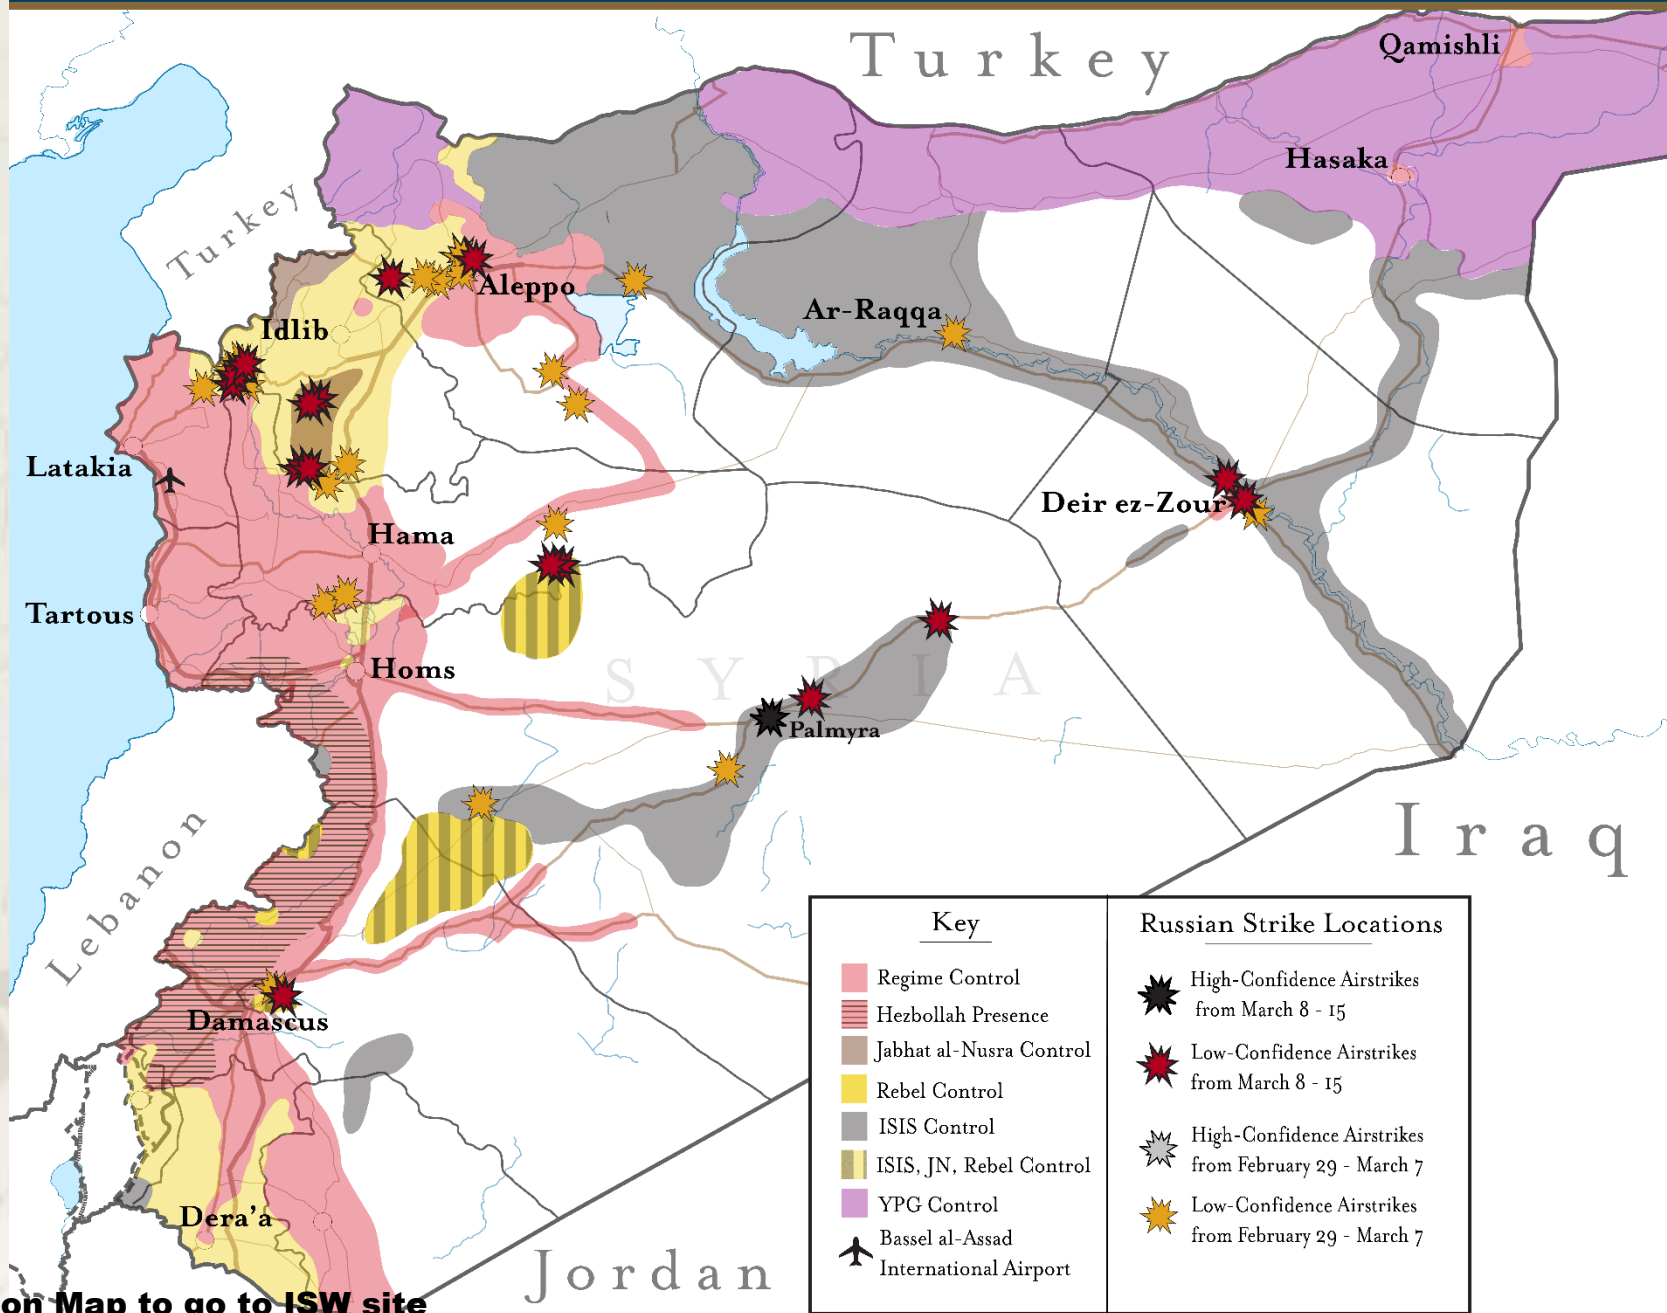 Turkey
Qamishli
Hasaka
Turkey
Aleppo
Ar-Raqqa
Idlib
Latakia
Deir ez-Zour
Hama
Tartous
Homs
SYRIA
Palmyra
Iraq
Lebanon
Damascus
Dera'a
Jordan
Key
Regime Control
Hezbollah Presence
Jabhat al-Nusra Control
Rebel Control
ISIS Control
ISIS, JN, Rebel Control
YPG Control
Bassel al-Assad
International Airport
Russian Strike Locations
High-Confidence Airstrikes
from March 8 - 15
Low-Confidence Airstrikes
from March 8 - 15
High-Confidence Airstrikes
from February 29 - March 7
Low-Confidence Airstrikes
from February 29 - March 7
on Map to go to ISW site